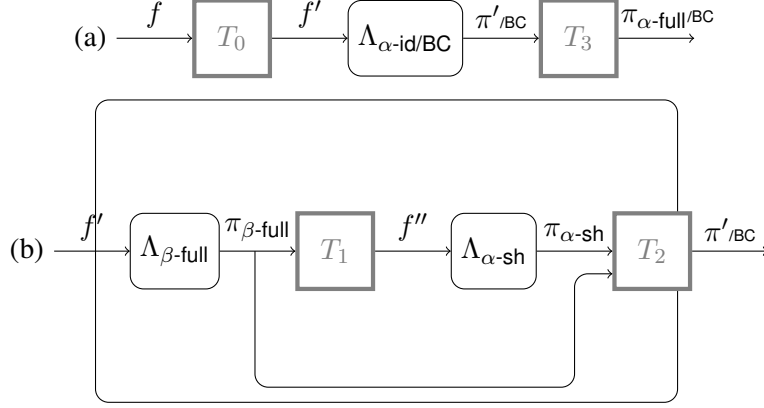 (a) f T₀ f′ Λα-id/BC π′/BC T₃ πα-full/BC
(b) f′ Λβ-full πβ-full T₁ f″ Λα-sh πα-sh T₂ π′/BC